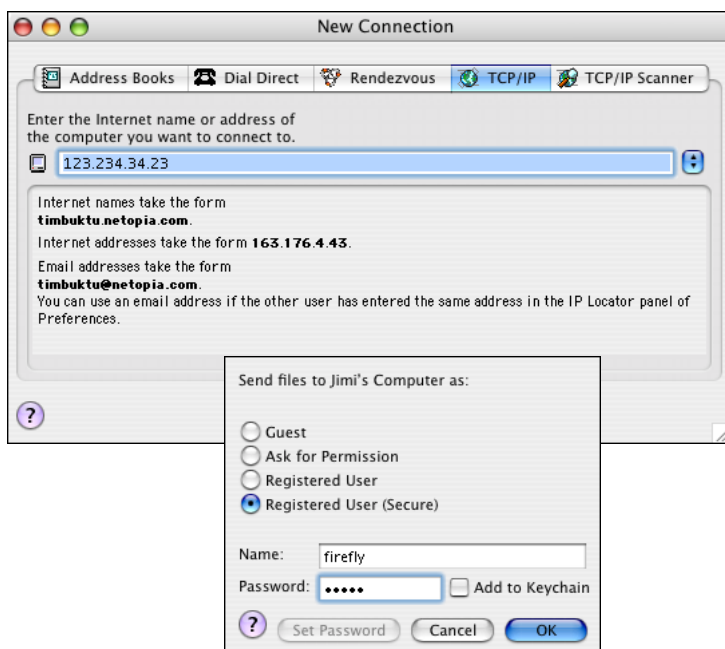 New Connection
Address Books
Dial Direct
Rendezvous
TCP/IP
TCP/IP Scanner
Enter the Internet name or address of
the computer you want to connect to.
123.234.34.23
Internet names take the form
timbuktu.netopia.com.
Internet addresses take the form 163.176.4.43.
Email addresses take the form
timbuktu@netopia.com.
You can use an email address if the other user has entered the same address in the IP Locator panel of
Preferences.
?
Send files to Jimi's Computer as:
Guest
Ask for Permission
Registered User
Registered User (Secure)
Name: firefly
Password: ••••• Add to Keychain
? Set Password Cancel OK